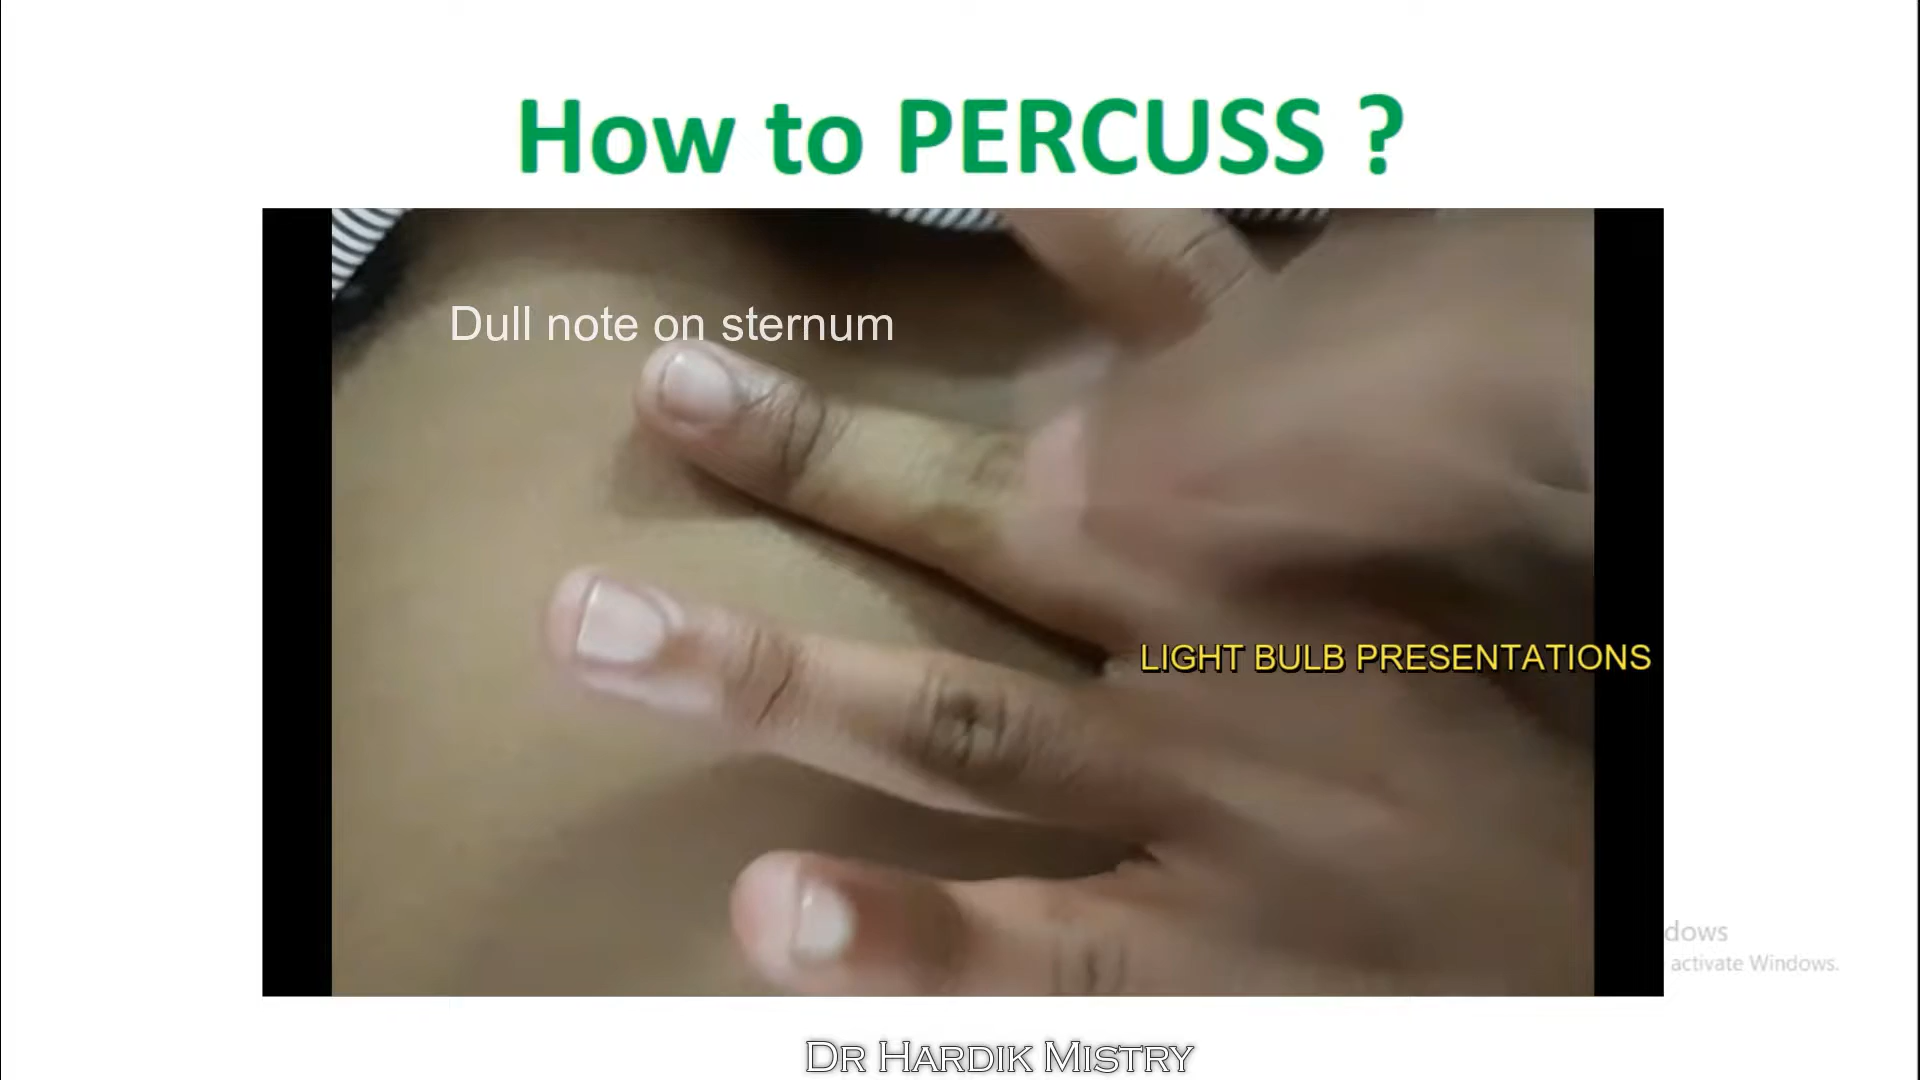 How to PERCUSS ?
Dull note on sternum
LIGHT BULB PRESENTATIONS
dows
activate Windows.
DR HARDIK MISTRY